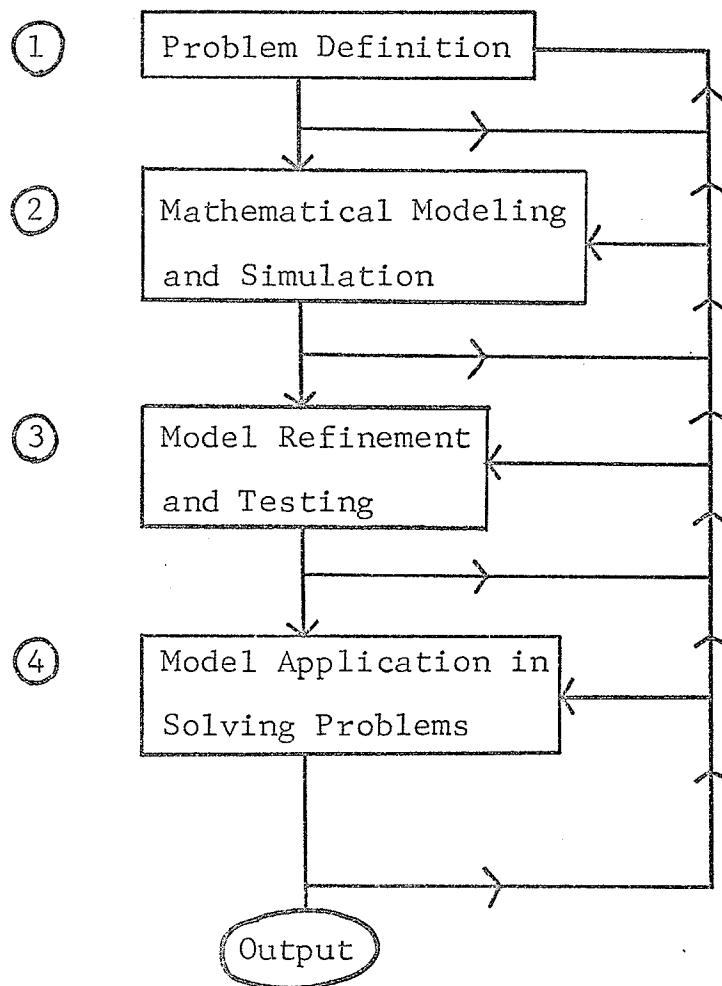 1 Problem Definition
2 Mathematical Modeling
and Simulation
3 Model Refinement
and Testing
4 Model Application in
Solving Problems
Output